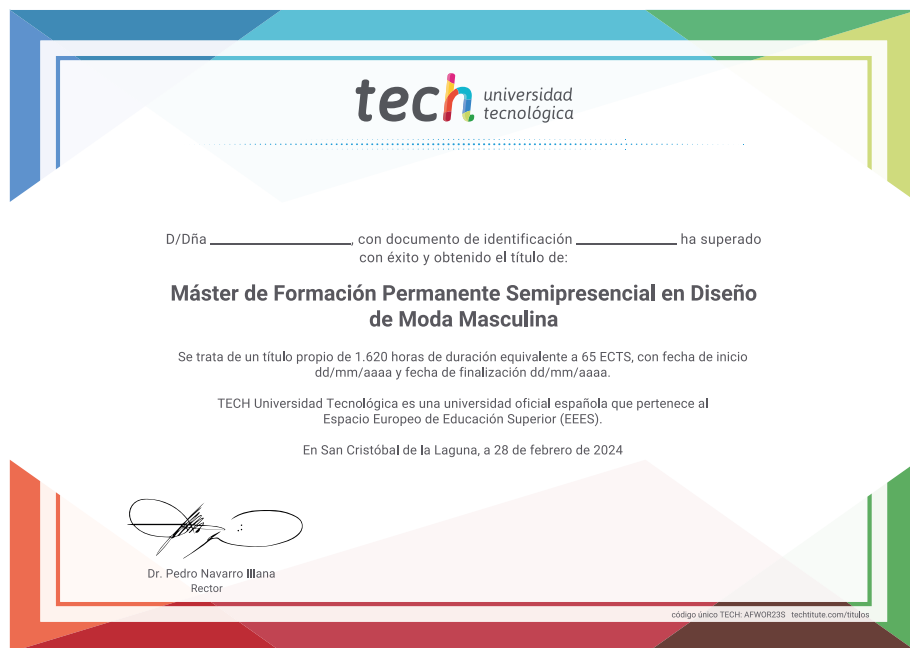 tech universidad
tecnológica
D/Dña ____________________, con documento de identificación ______________ ha superado
con éxito y obtenido el título de:
Máster de Formación Permanente Semipresencial en Diseño
de Moda Masculina
Se trata de un título propio de 1.620 horas de duración equivalente a 65 ECTS, con fecha de inicio
dd/mm/aaaa y fecha de finalización dd/mm/aaaa.
TECH Universidad Tecnológica es una universidad oficial española que pertenece al
Espacio Europeo de Educación Superior (EEES).
En San Cristóbal de la Laguna, a 28 de febrero de 2024
Dr. Pedro Navarro Illana
Rector
código único TECH: AFWOR23S techtitute.com/titulos